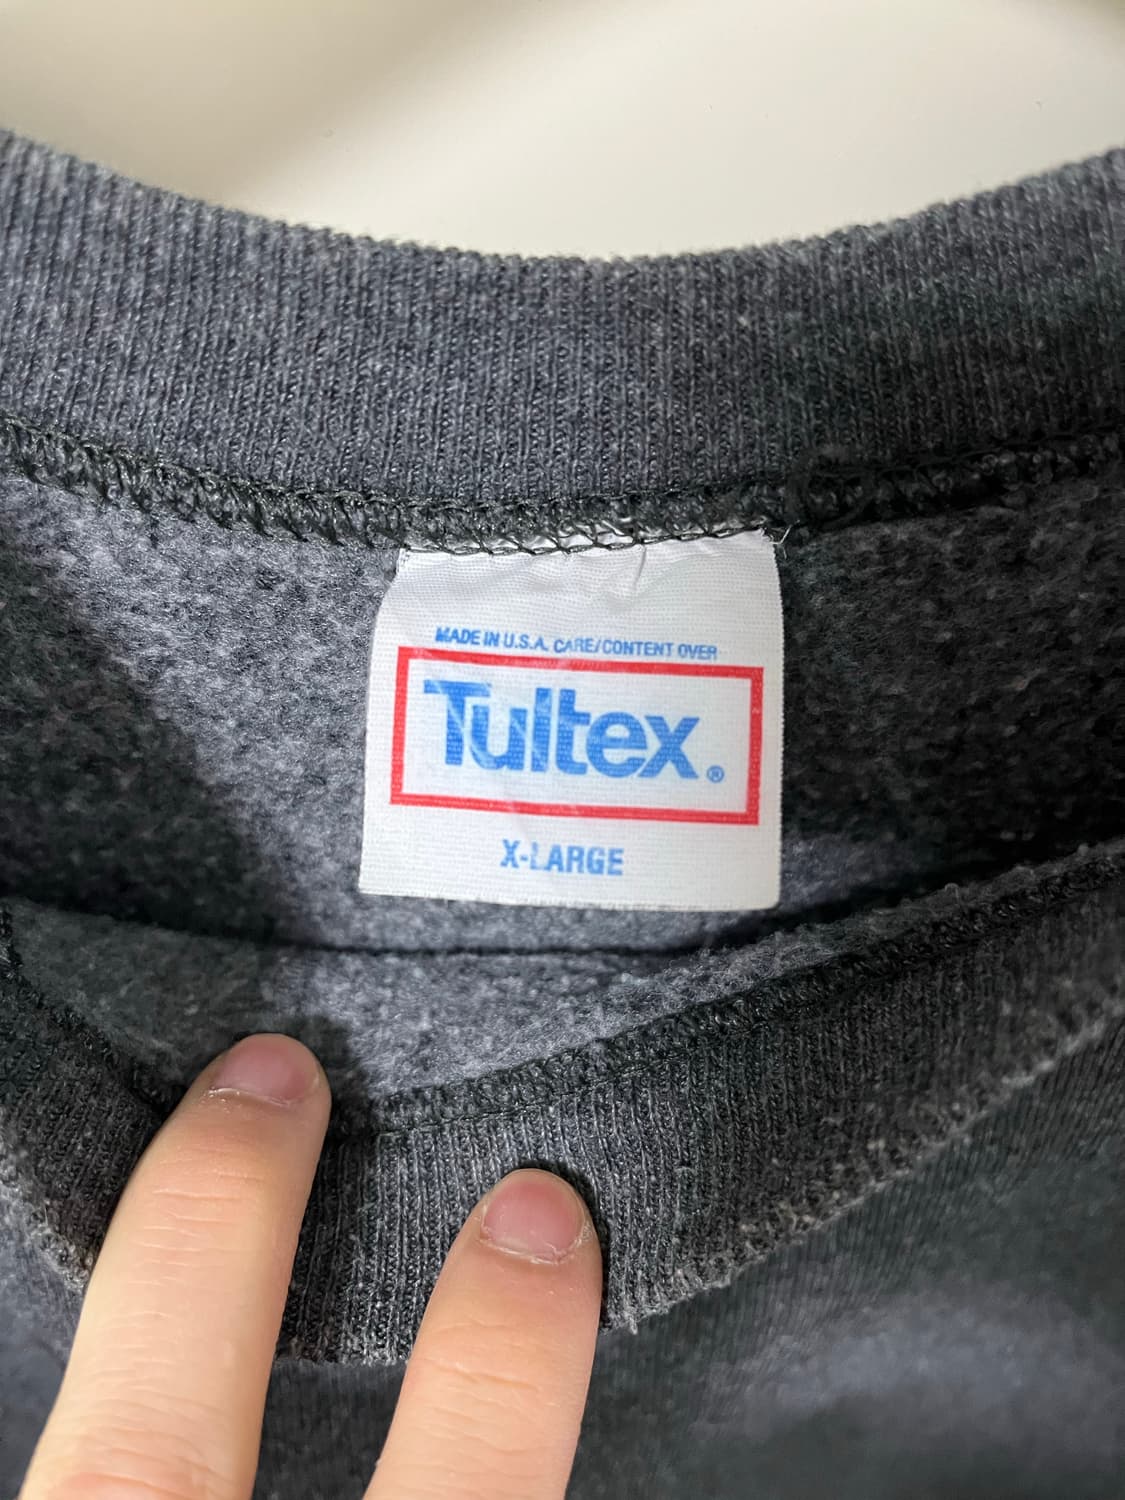 MADE IN U.S.A. CARE/CONTENT OVER
Tultex®
X-LARGE